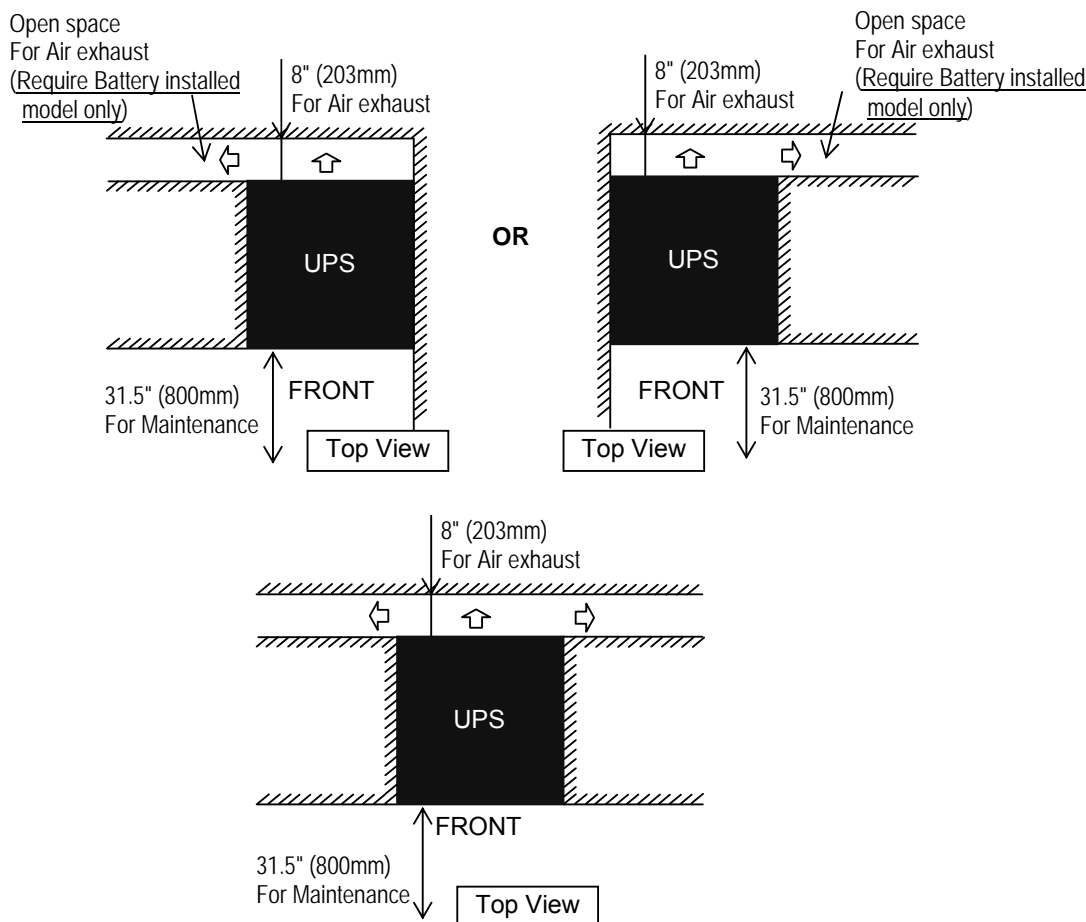 Open space
For Air exhaust
(Require Battery installed
model only)
8" (203mm)
For Air exhaust
UPS
31.5" (800mm)
For Maintenance
FRONT
Top View
OR
8" (203mm)
For Air exhaust
Open space
For Air exhaust
(Require Battery installed
model only)
UPS
FRONT
31.5" (800mm)
For Maintenance
Top View
8" (203mm)
For Air exhaust
UPS
FRONT
31.5" (800mm)
For Maintenance
Top View